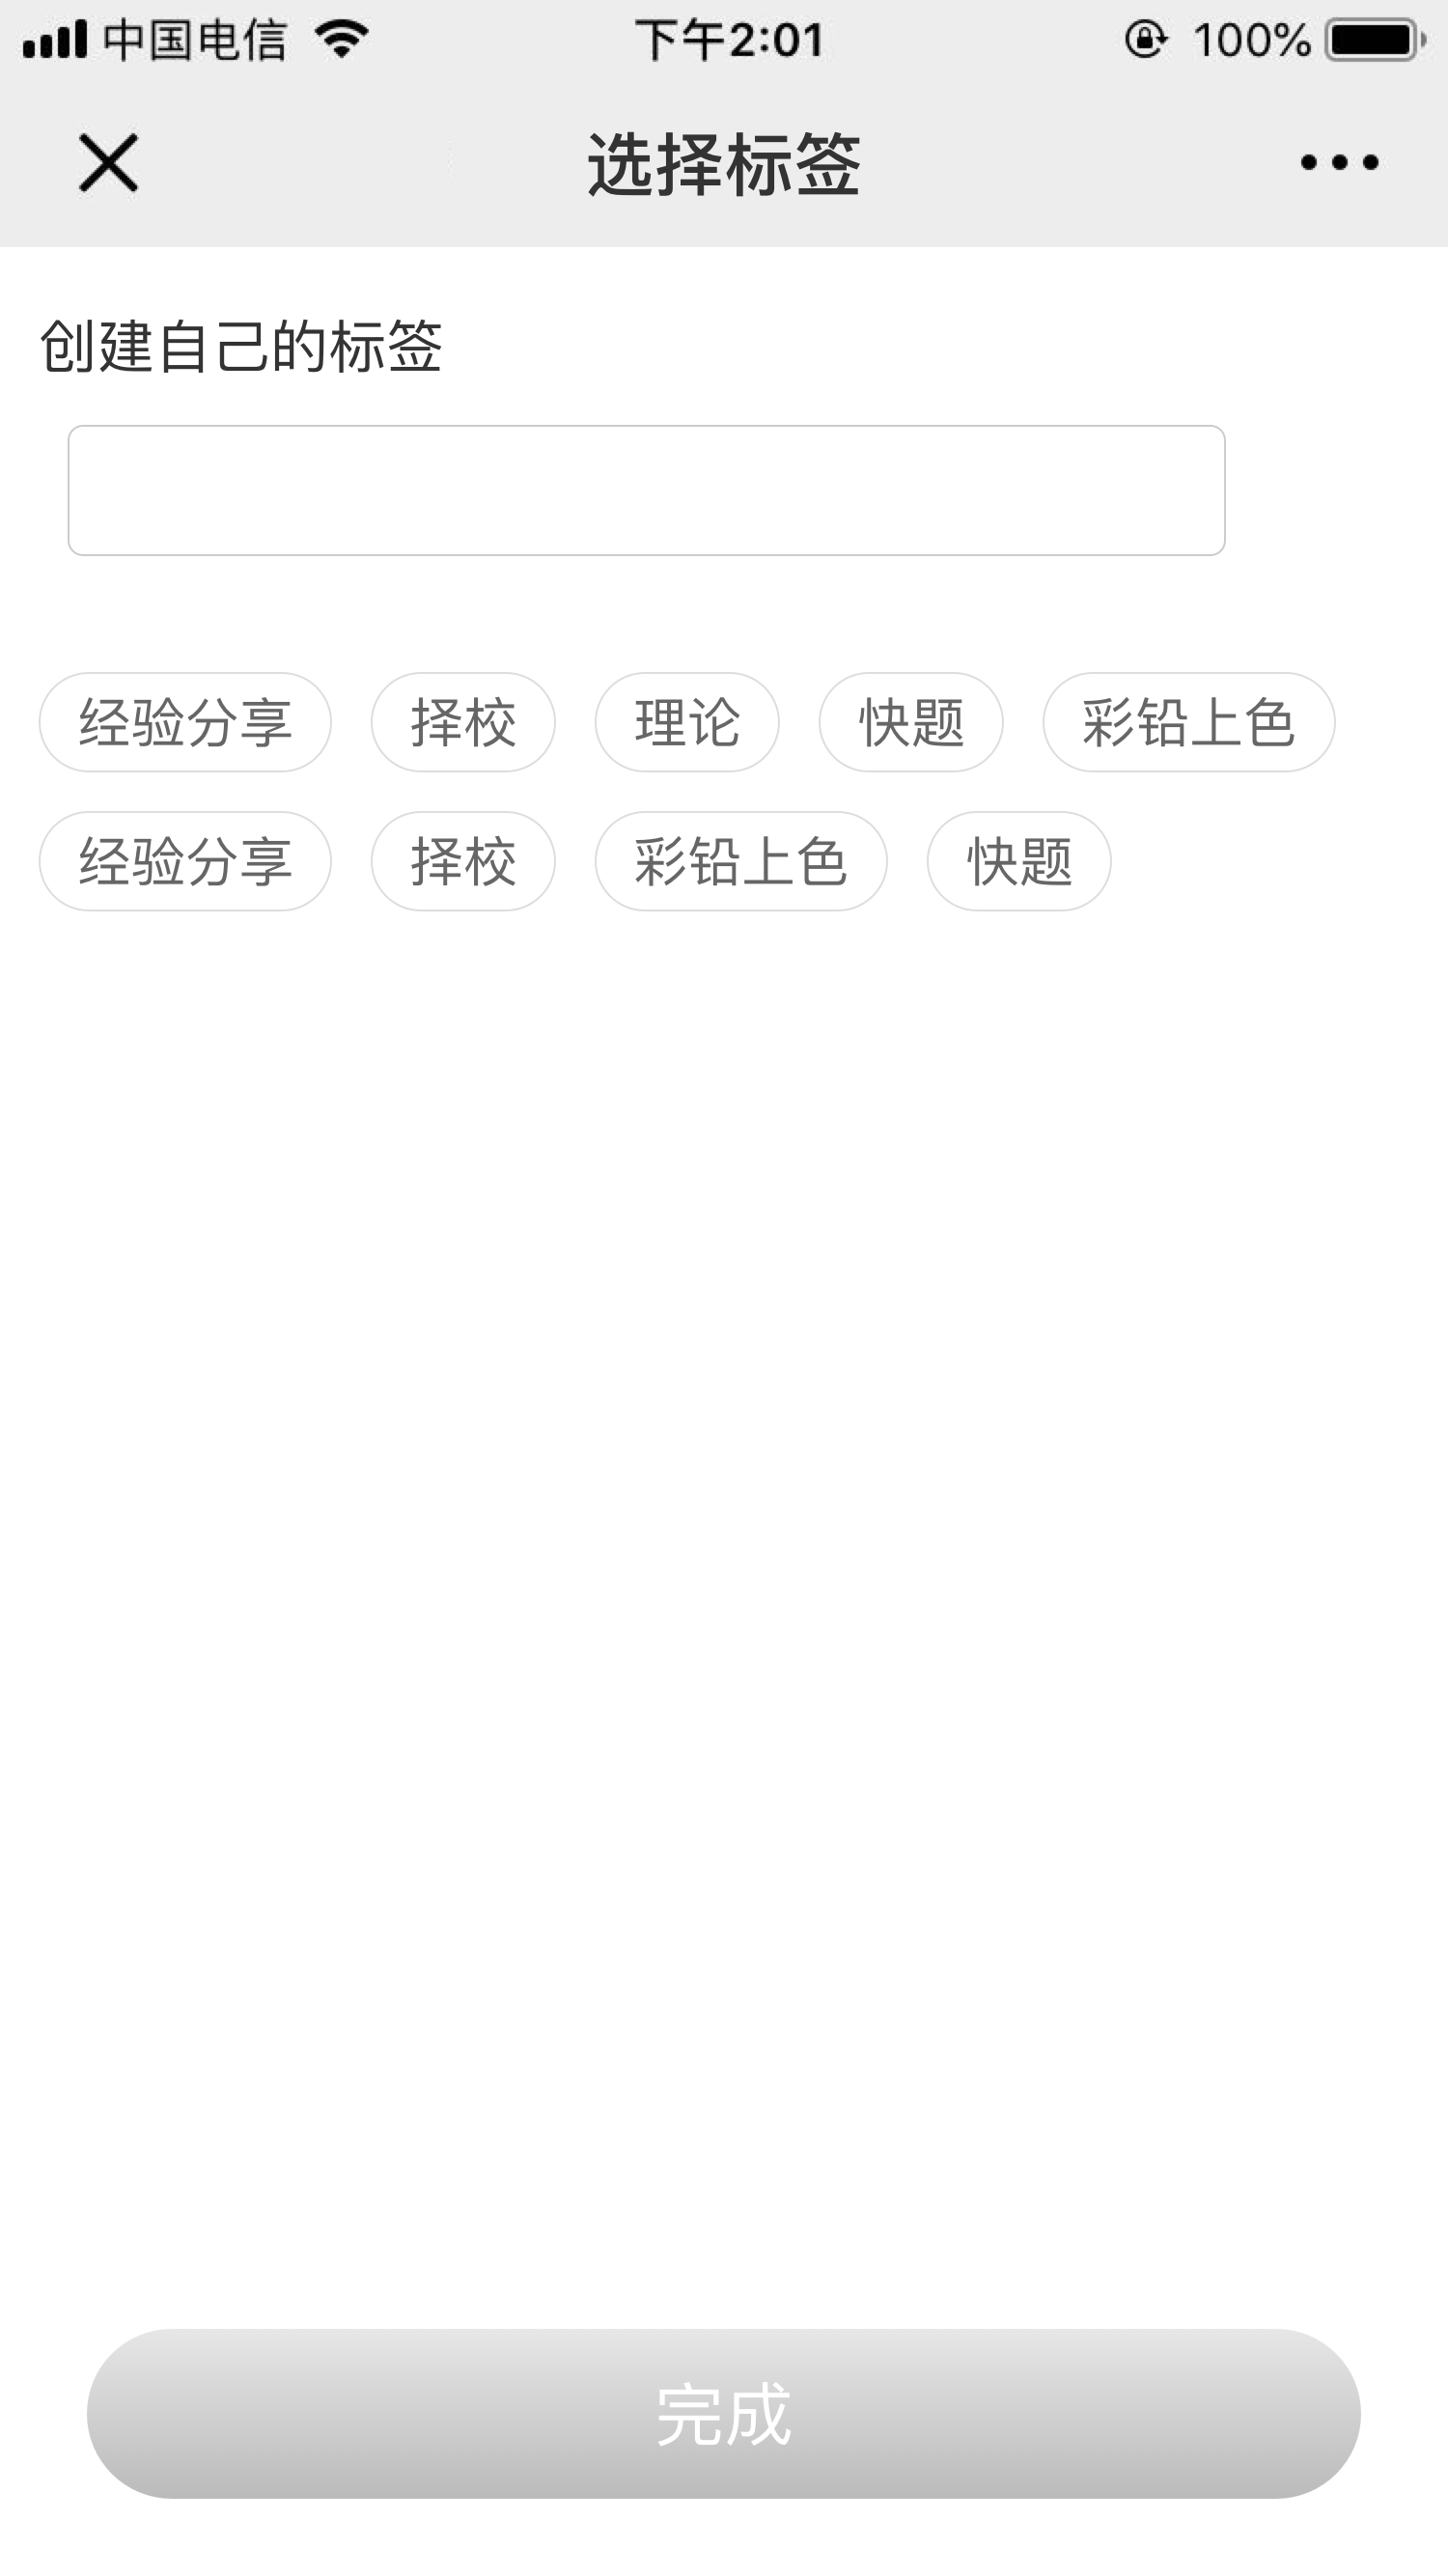 中国电信 下午2:01 100%
选择标签
创建自己的标签
经验分享 择校 理论 快题 彩铅上色
经验分享 择校 彩铅上色 快题
完成